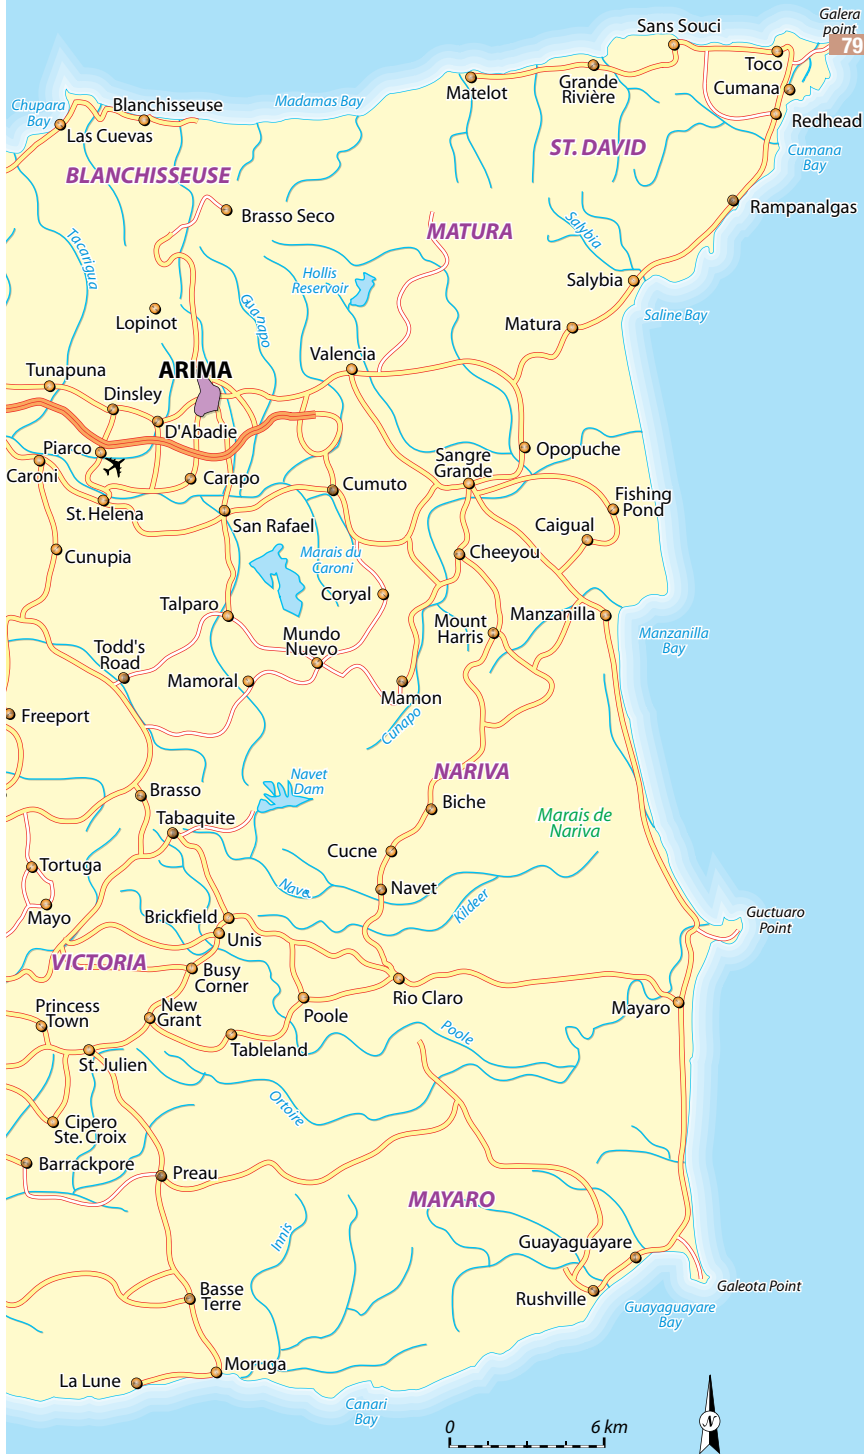 Galera
point
79
Sans Souci
Toco
Matelot
Grande
Rivière
Cumana
Chupara
Bay
Blanchisseuse
Madamas Bay
Las Cuevas
Redhead
ST. DAVID
Cumana
Bay
BLANCHISSEUSE
Brasso Seco
Rampanalgas
MATURA
Salybia
Tacarigua
Hollis
Reservoir
Salybia
Guanapo
Lopinot
Saline Bay
Matura
Valencia
Tunapuna
ARIMA
Dinsley
D'Abadie
Piarco
Opopuche
Caroni
Sangre
Grande
Carapo
Cumuto
Fishing
Pond
St. Helena
San Rafael
Caigual
Cunupia
Marais du
Caroni
Cheeyou
Coryal
Talparo
Mount
Harris
Manzanilla
Todd's
Road
Mundo
Nuevo
Manzanilla
Bay
Mamoral
Mamon
Freeport
Cunapo
NARIVA
Navet
Dam
Brasso
Biche
Tabaquite
Marais de
Nariva
Cucne
Tortuga
Nave
Navet
Mayo
Brickfield
Kildeer
Guctuaro
Point
Unis
VICTORIA
Busy
Corner
Rio Claro
Princess
Town
New
Grant
Poole
Mayaro
Tableland
Poole
St. Julien
Ortoire
Cipero
Ste. Croix
Barrackpore
Preau
MAYARO
Innis
Guayaguayare
Basse
Terre
Rushville
Galeota Point
Guayaguayare
Bay
Moruga
La Lune
Canari
Bay
0
6 km
N